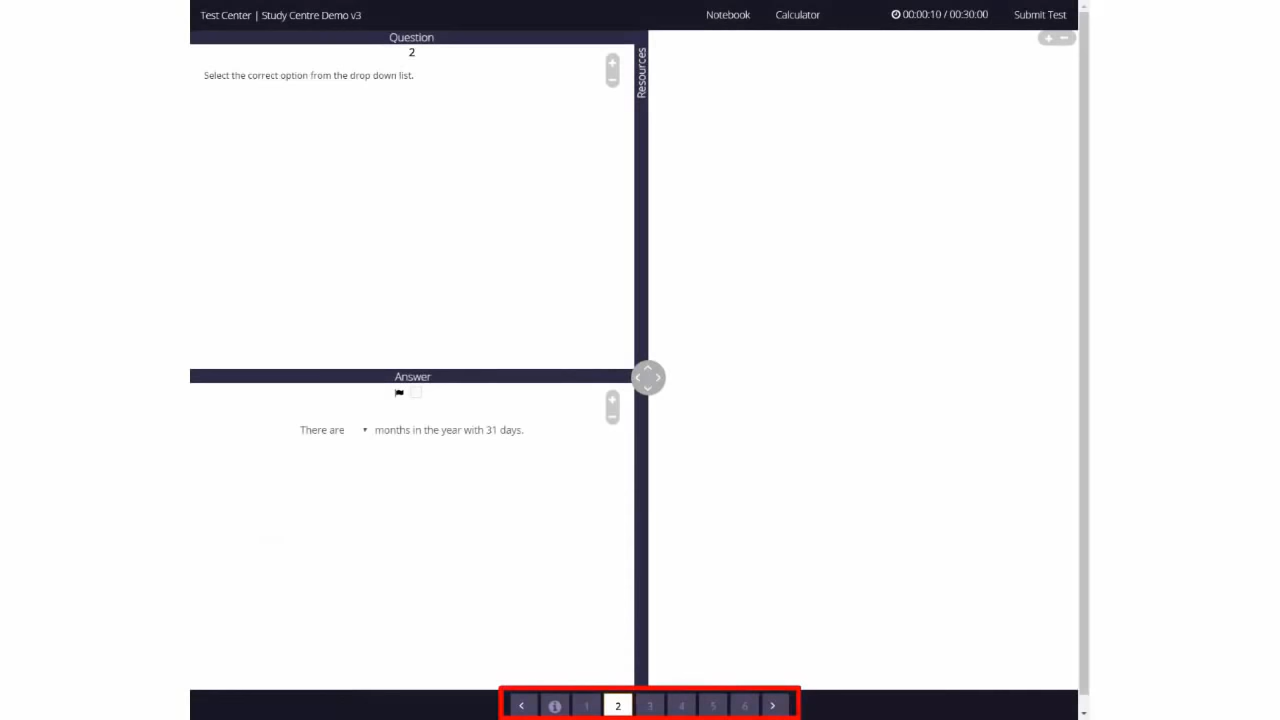 Test Center | Study Centre Demo v3
Notebook
Calculator
00:00:10 / 00:30:00
Submit Test
Question
2
Select the correct option from the drop down list.
Resources
Answer
There are
months in the year with 31 days.
1 2 3 4 5 6